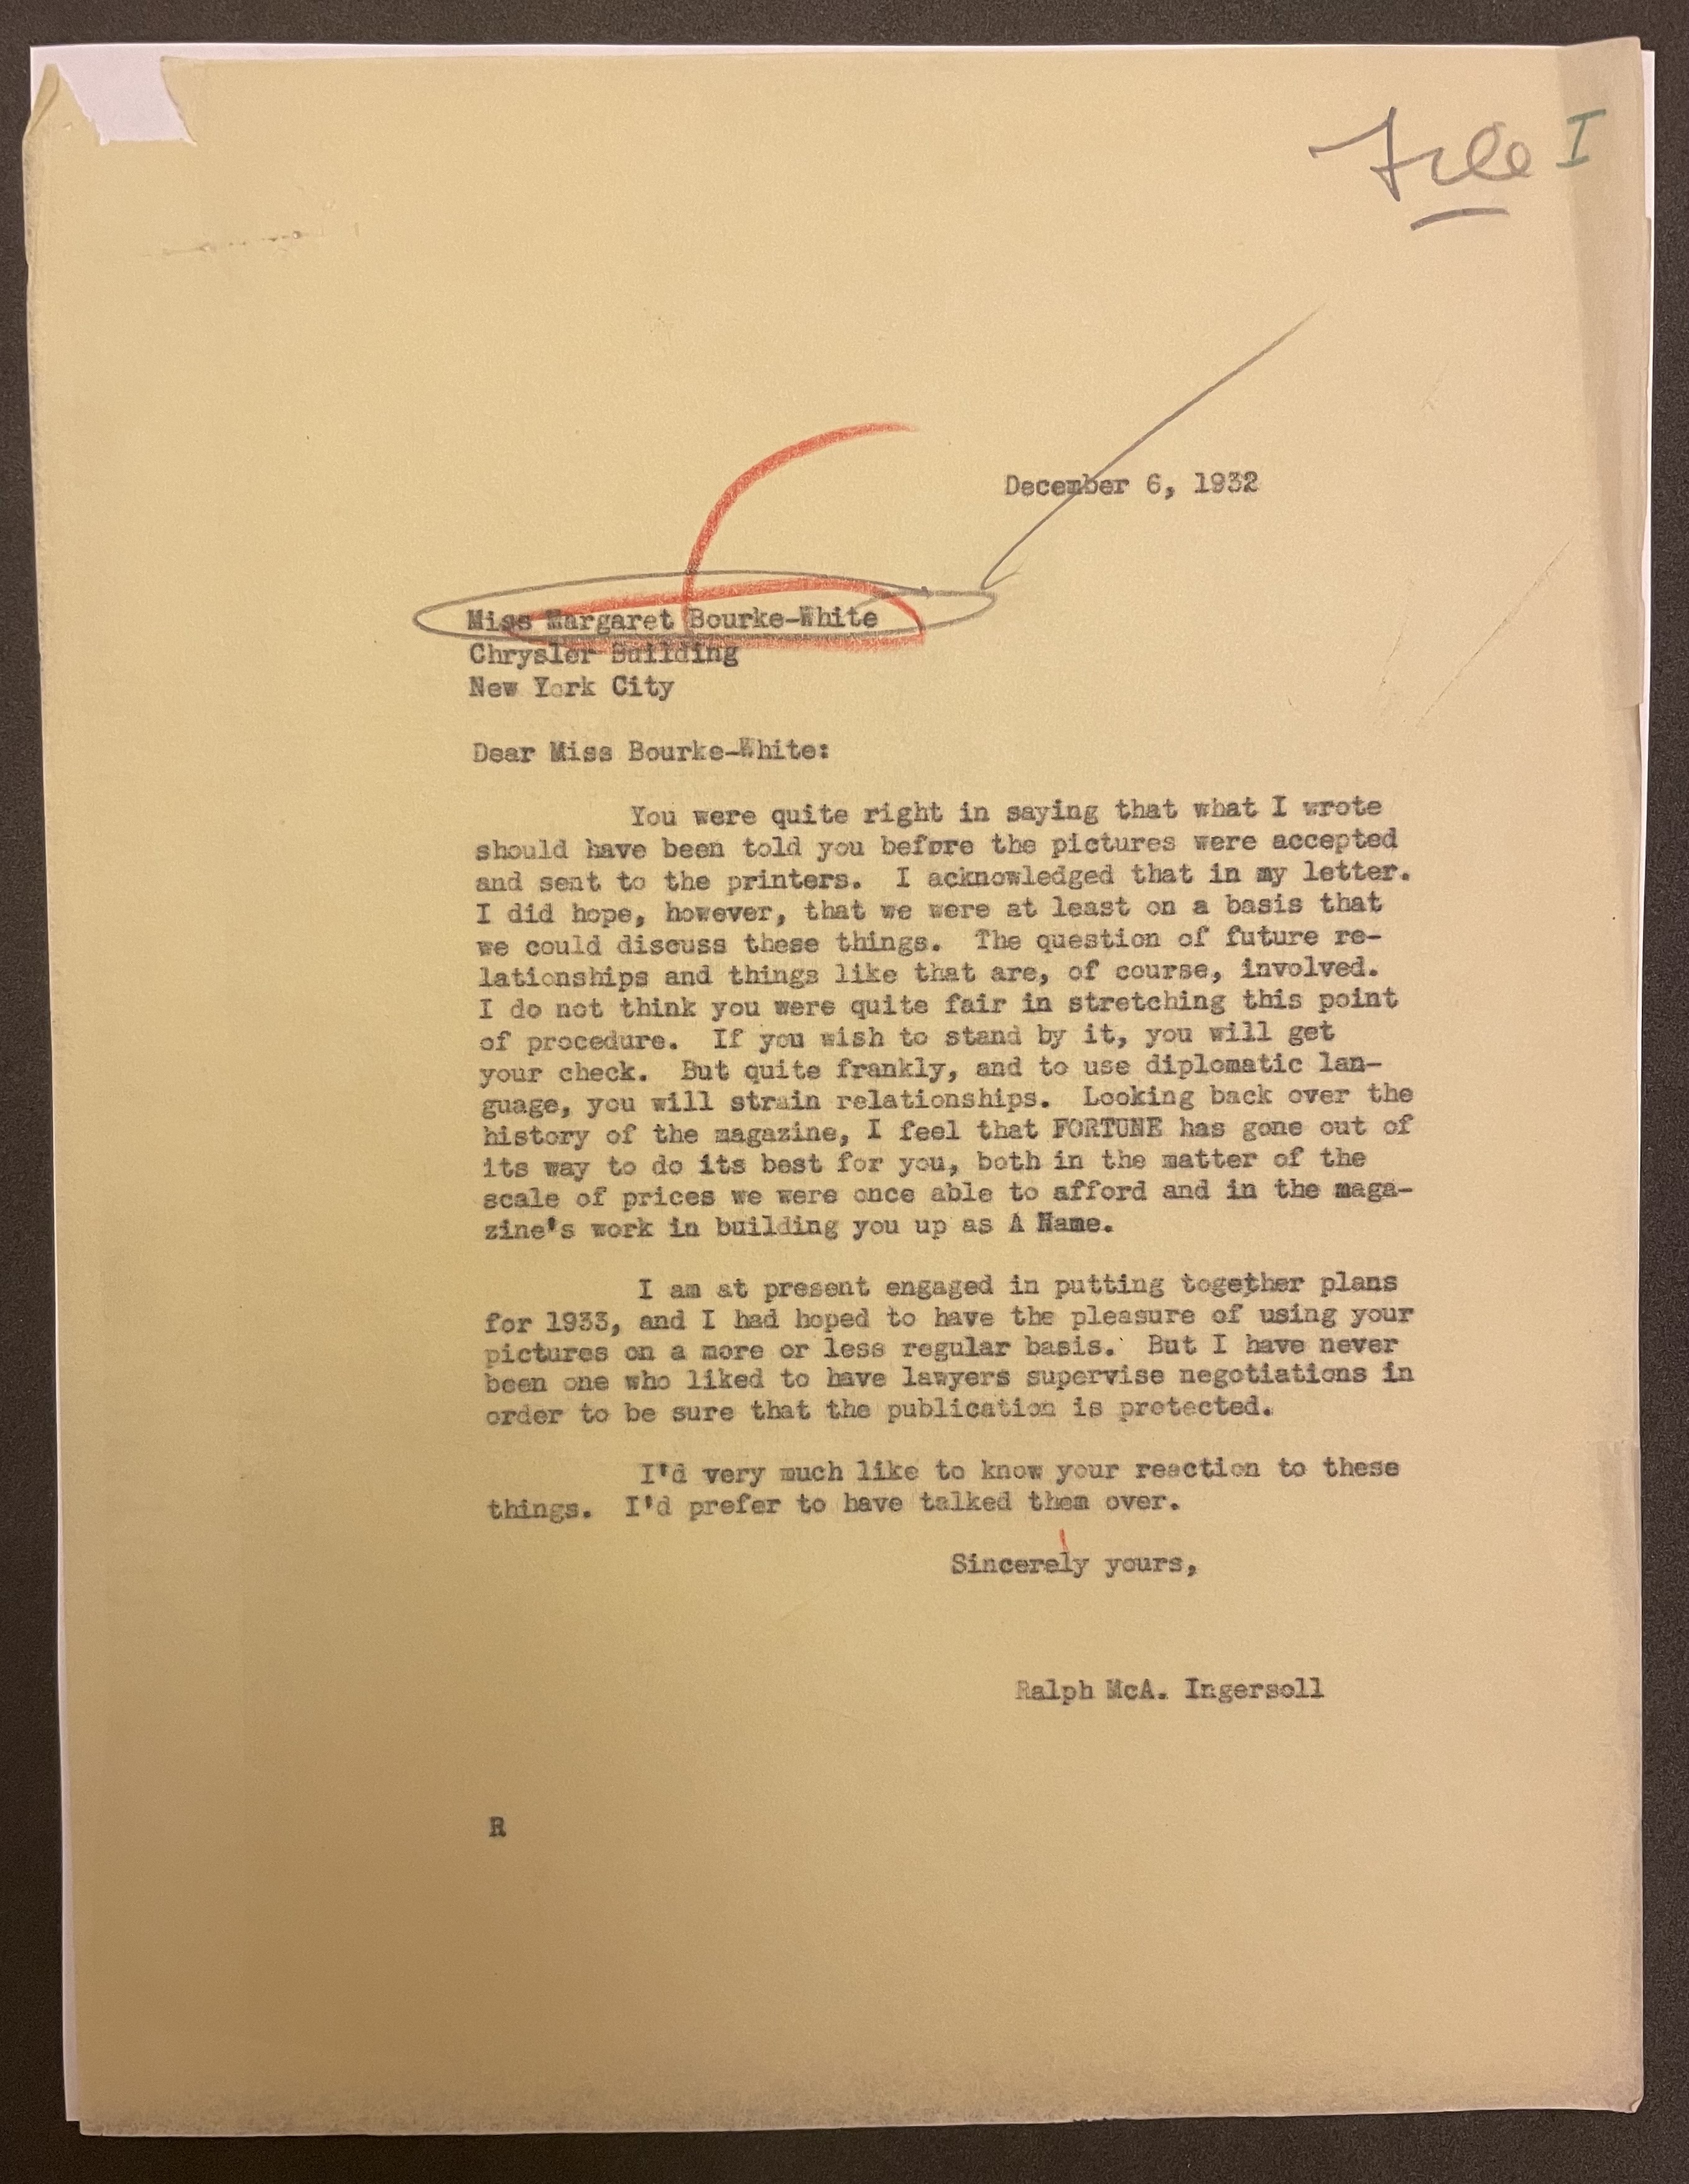 File I
December 6, 1932
Miss Margaret Bourke-White
Chrysler Building
New York City
Dear Miss Bourke-White:
You were quite right in saying that what I wrote
should have been told you before the pictures were accepted
and sent to the printers. I acknowledged that in my letter.
I did hope, however, that we were at least on a basis that
we could discuss these things. The question of future re-
lationships and things like that are, of course, involved.
I do not think you were quite fair in stretching this point
of procedure. If you wish to stand by it, you will get
your check. But quite frankly, and to use diplomatic lan-
guage, you will strain relationships. Looking back over the
history of the magazine, I feel that FORTUNE has gone out of
its way to do its best for you, both in the matter of the
scale of prices we were once able to afford and in the maga-
zine's work in building you up as A Name.
I am at present engaged in putting together plans
for 1933, and I had hoped to have the pleasure of using your
pictures on a more or less regular basis. But I have never
been one who liked to have lawyers supervise negotiations in
order to be sure that the publication is protected.
I'd very much like to know your reaction to these
things. I'd prefer to have talked them over.
Sincerely yours,
Ralph McA. Ingersoll
R